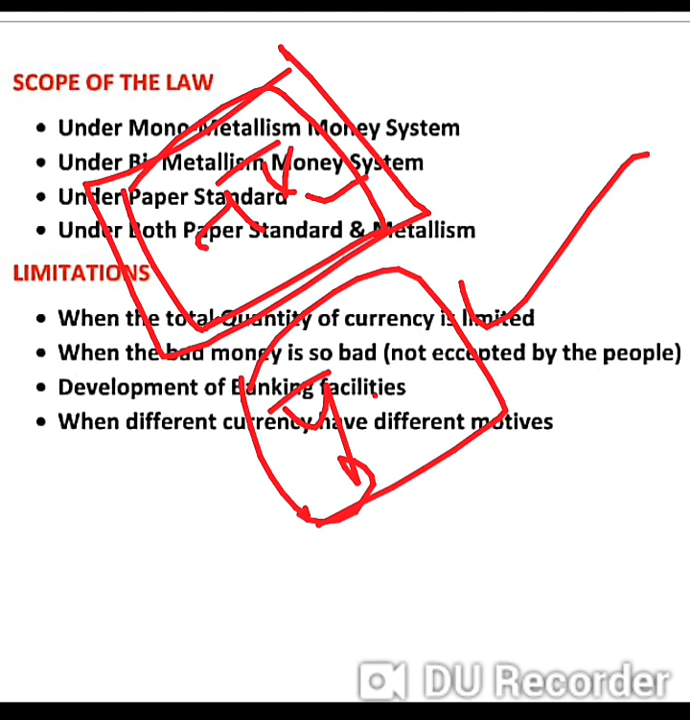 SCOPE OF THE LAW
• Under Mono-Metallism Money System
• Under Bi-Metallism Money System
• Under Paper Standard
• Under Both Paper Standard & Metallism
LIMITATIONS
• When the total Quantity of currency is limited
• When the bad money is so bad (not eccepted by the people)
• Development of Banking facilities
• When different currency have different motives
DU Recorder